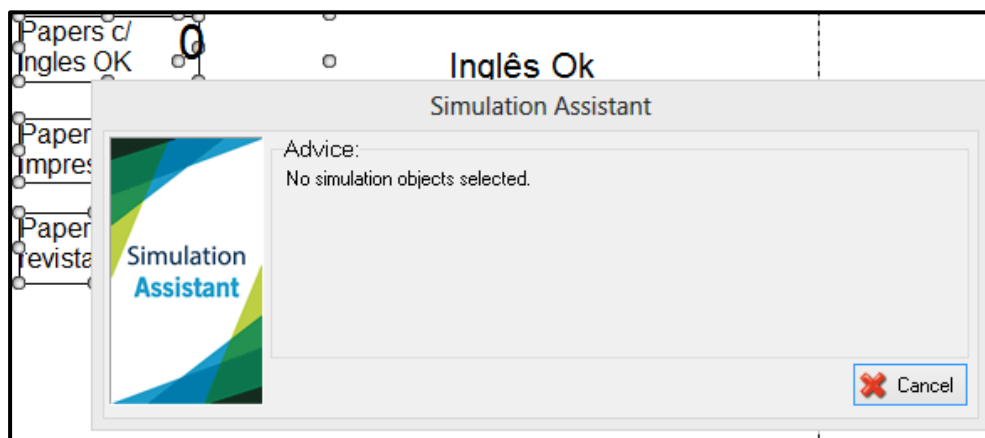 Papers c/
Ingles OK
0
Inglês Ok
Simulation Assistant
Paper
impres
Paper
revista
Simulation
Assistant
Advice:
No simulation objects selected.
Cancel